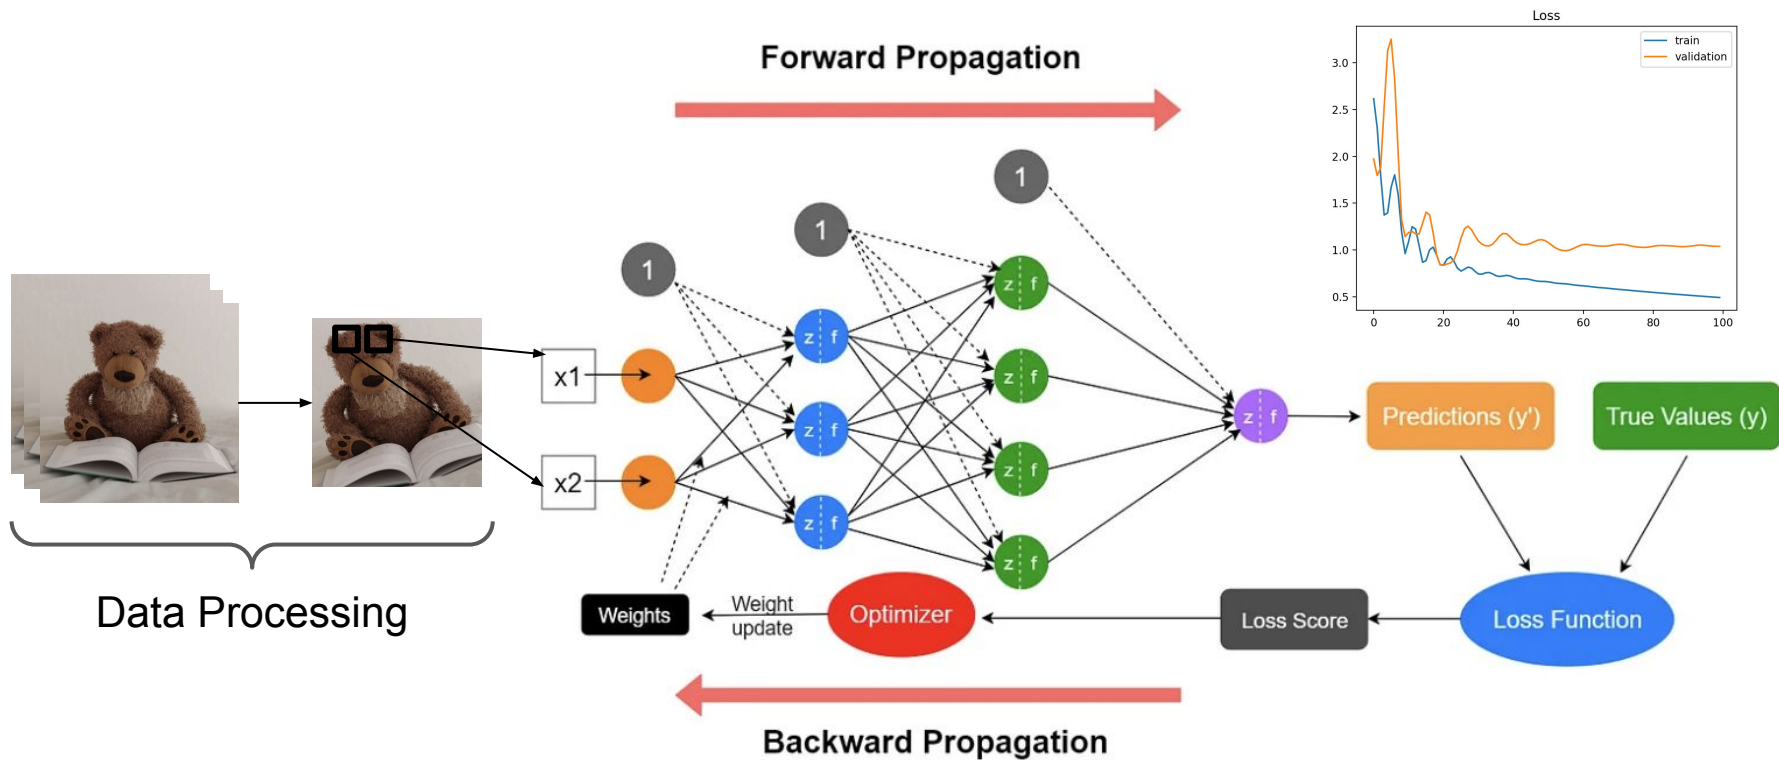 Loss
train
validation
3.0
2.5
2.0
1.5
1.0
0.5
0 20 40 60 80 100
Forward Propagation
1
1
1
x1
x2
z f
z f
z f
z f
z f
z f
z f
z f
Predictions (y')
True Values (y)
Data Processing
Weights
Weight
update
Optimizer
Loss Score
Loss Function
Backward Propagation